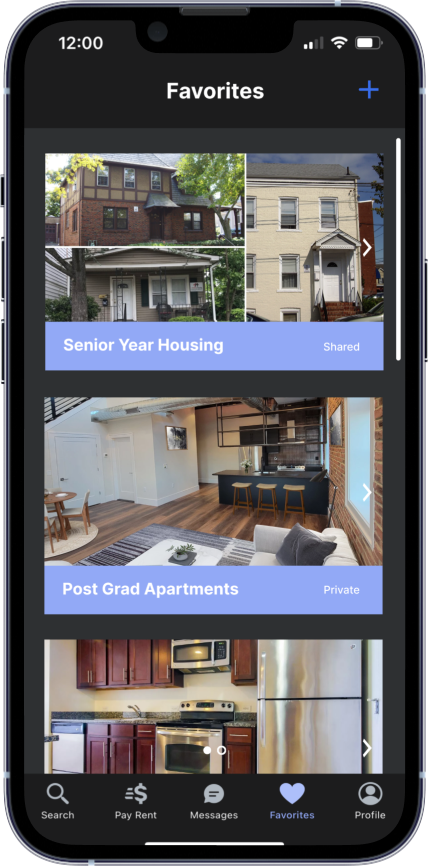 12:00
Favorites
Senior Year Housing
Shared
Post Grad Apartments
Private
Search
Pay Rent
Messages
Favorites
Profile